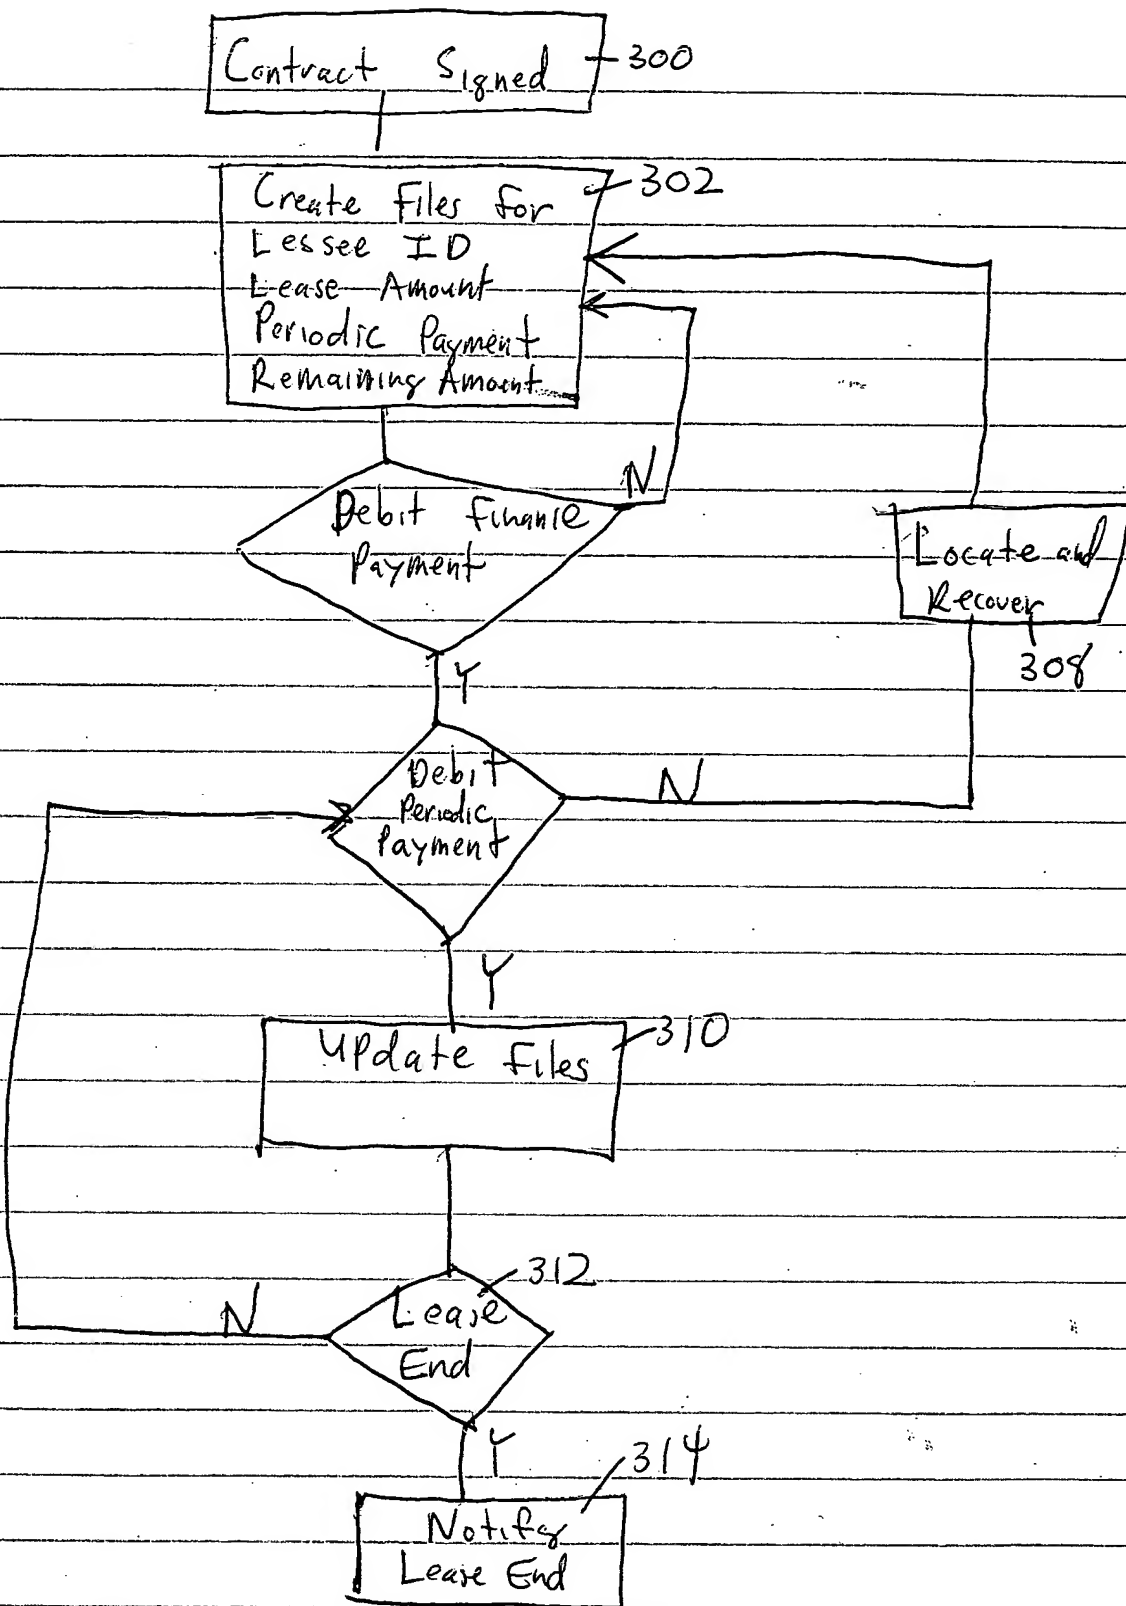 Contract Signed 300
302
Create Files for
Lessee ID
Lease Amount
Periodic Payment
Remaining Amount
N
Debit Finance
Payment
Locate and
Recover
308
Y
Debit
Periodic
Payment
N
Y
310
Update Files
312
Lease
End
N
Y
314
Notify
Lease End